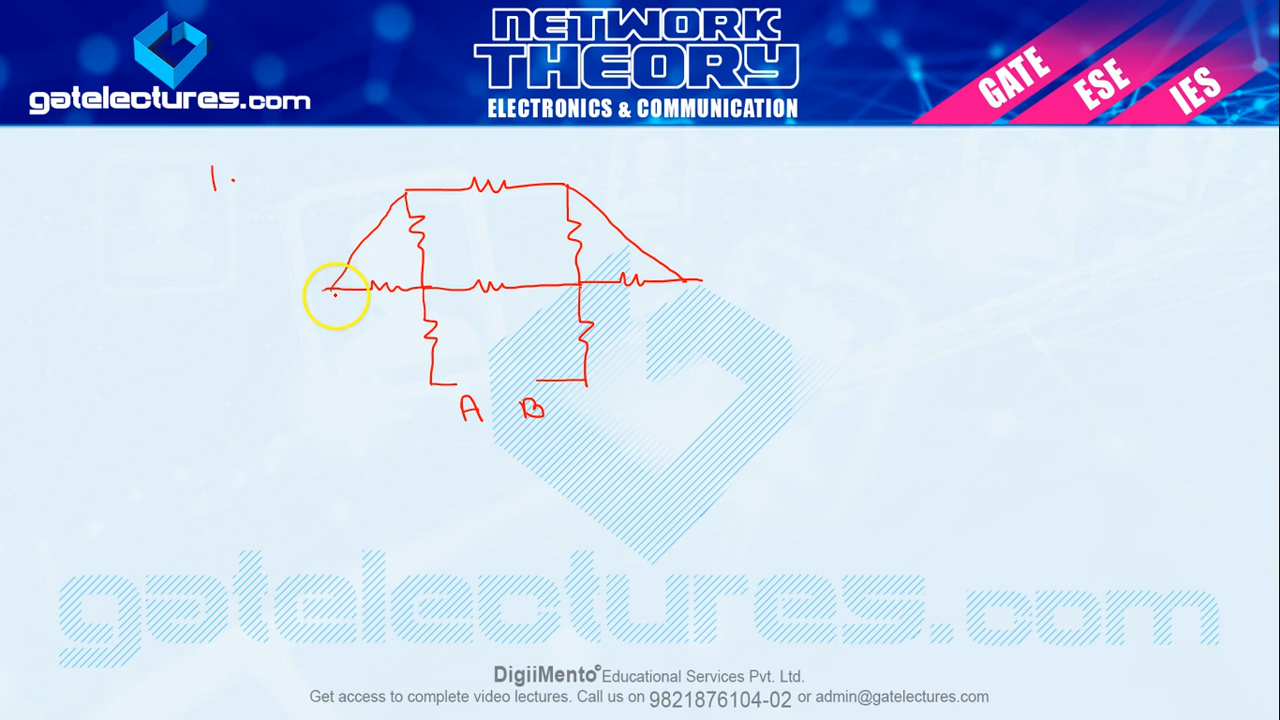 gatelectures.com
NETWORK
THEORY
ELECTRONICS & COMMUNICATION
GATE
ESE
IES
1.
A B
gatelectures.com
DigiiMento© Educational Services Pvt. Ltd.
Get access to complete video lectures. Call us on 9821876104-02 or admin@gatelectures.com